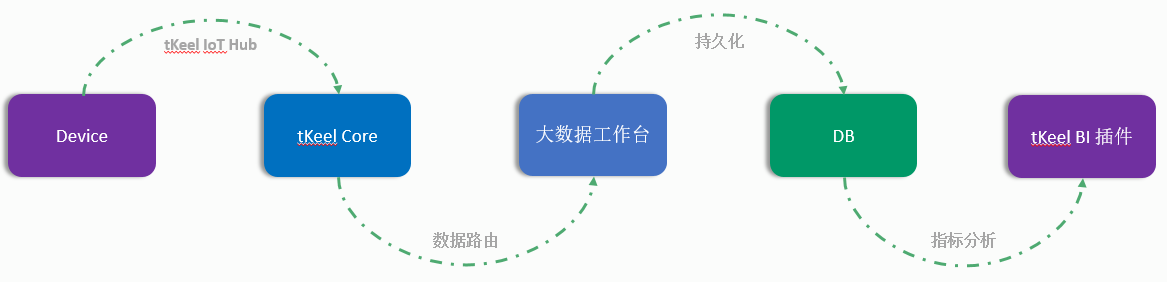 tKeel IoT Hub
持久化
Device
tKeel Core
大数据工作台
DB
tKeel BI 插件
数据路由
指标分析